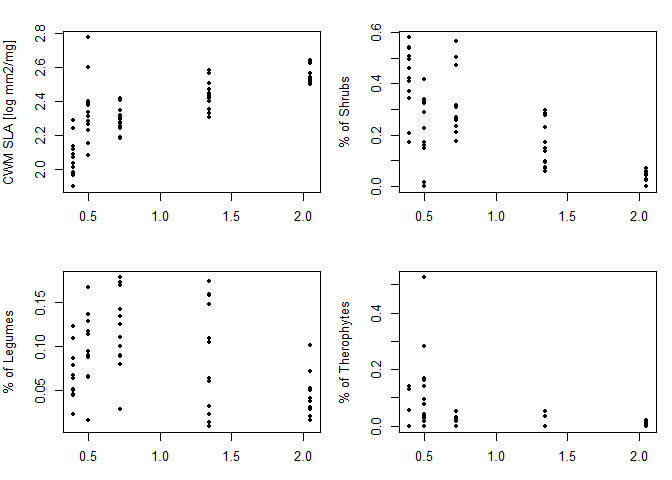 CWM SLA [log mm2/mg]
2.0 2.2 2.4 2.6 2.8
0.5 1.0 1.5 2.0
% of Shrubs
0.0 0.2 0.4 0.6
0.5 1.0 1.5 2.0
% of Legumes
0.05 0.10 0.15
0.5 1.0 1.5 2.0
% of Therophytes
0.0 0.2 0.4
0.5 1.0 1.5 2.0